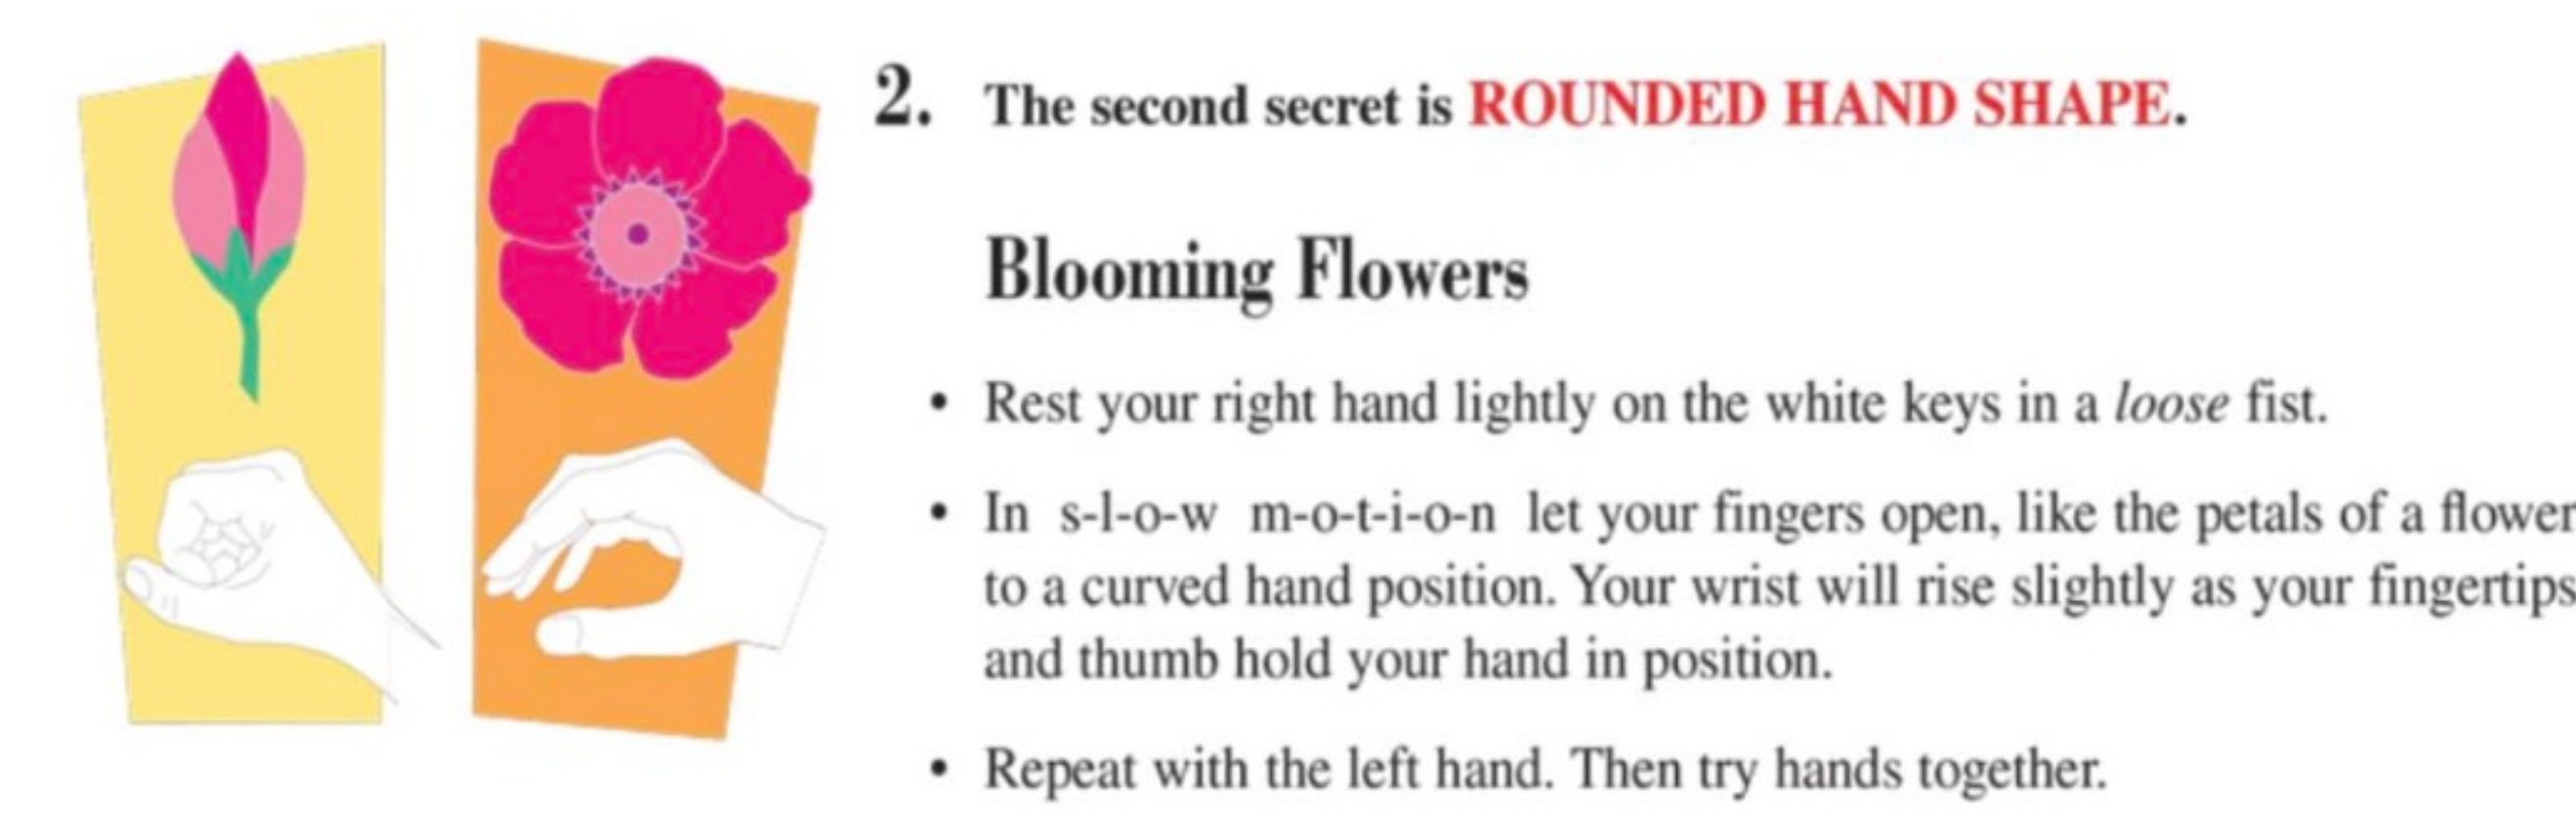 2. The second secret is ROUNDED HAND SHAPE.
Blooming Flowers
• Rest your right hand lightly on the white keys in a loose fist.
• In s-l-o-w m-o-t-i-o-n let your fingers open, like the petals of a flower
to a curved hand position. Your wrist will rise slightly as your fingertips
and thumb hold your hand in position.
• Repeat with the left hand. Then try hands together.